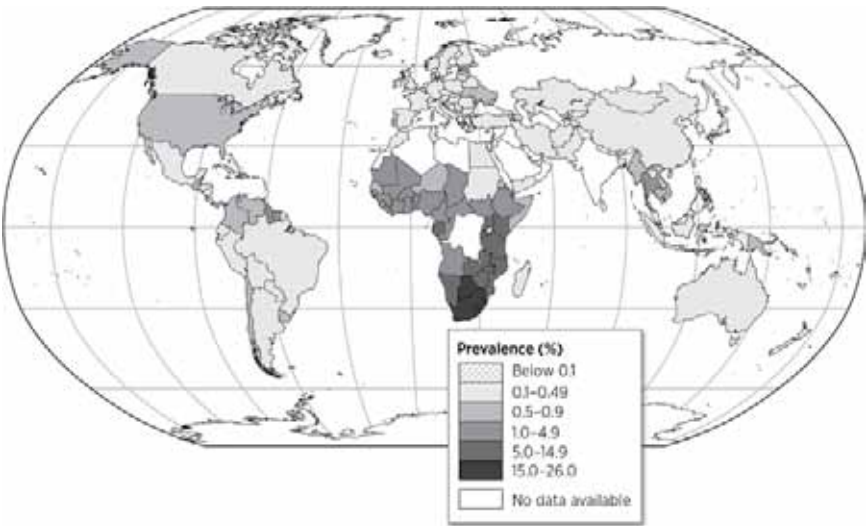 Prevalence (%)
Below 0.1
0.1–0.49
0.5–0.9
1.0–4.9
5.0–14.9
15.0–26.0
No data available